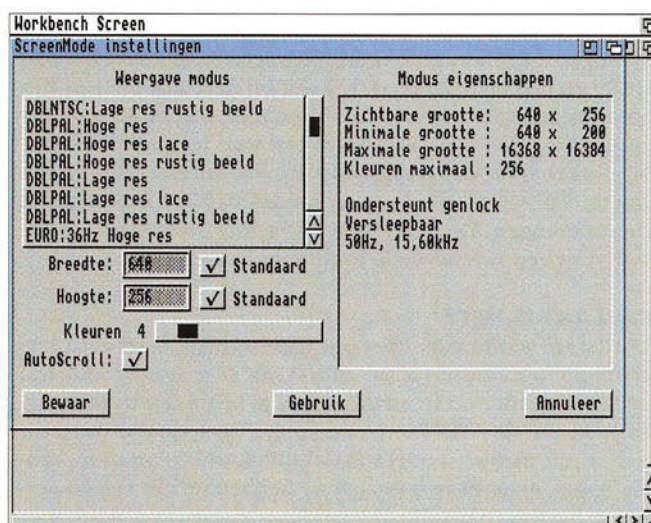 Workbench Screen
ScreenMode instellingen
Weergave modus
DBLNTSC:Lage res rustig beeld
DBLPAL:Hoge res
DBLPAL:Hoge res lace
DBLPAL:Hoge res rustig beeld
DBLPAL:Lage res
DBLPAL:Lage res lace
DBLPAL:Lage res rustig beeld
EURO:36Hz Hoge res
Breedte: 640 Standaard
Hoogte: 256 Standaard
Kleuren 4
AutoScroll:
Modus eigenschappen
Zichtbare grootte: 640 x 256
Minimale grootte : 640 x 200
Maximale grootte : 16368 x 16384
Kleuren maximaal : 256
Ondersteunt genlock
Versleepbaar
50Hz, 15,60kHz
Bewaar
Gebruik
Annuleer